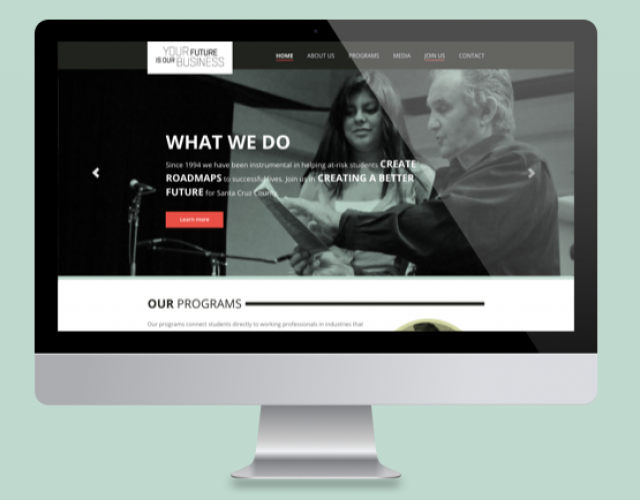 YOUR FUTURE
IS OUR BUSINESS
HOME ABOUT US PROGRAMS MEDIA JOIN US CONTACT
WHAT WE DO
Since 1994 we have been instrumental in helping at-risk students CREATE
ROADMAPS to successful lives. Join us in CREATING A BETTER
FUTURE for Santa Cruz County.
Learn more
OUR PROGRAMS
Our programs connect students directly to working professionals in industries that